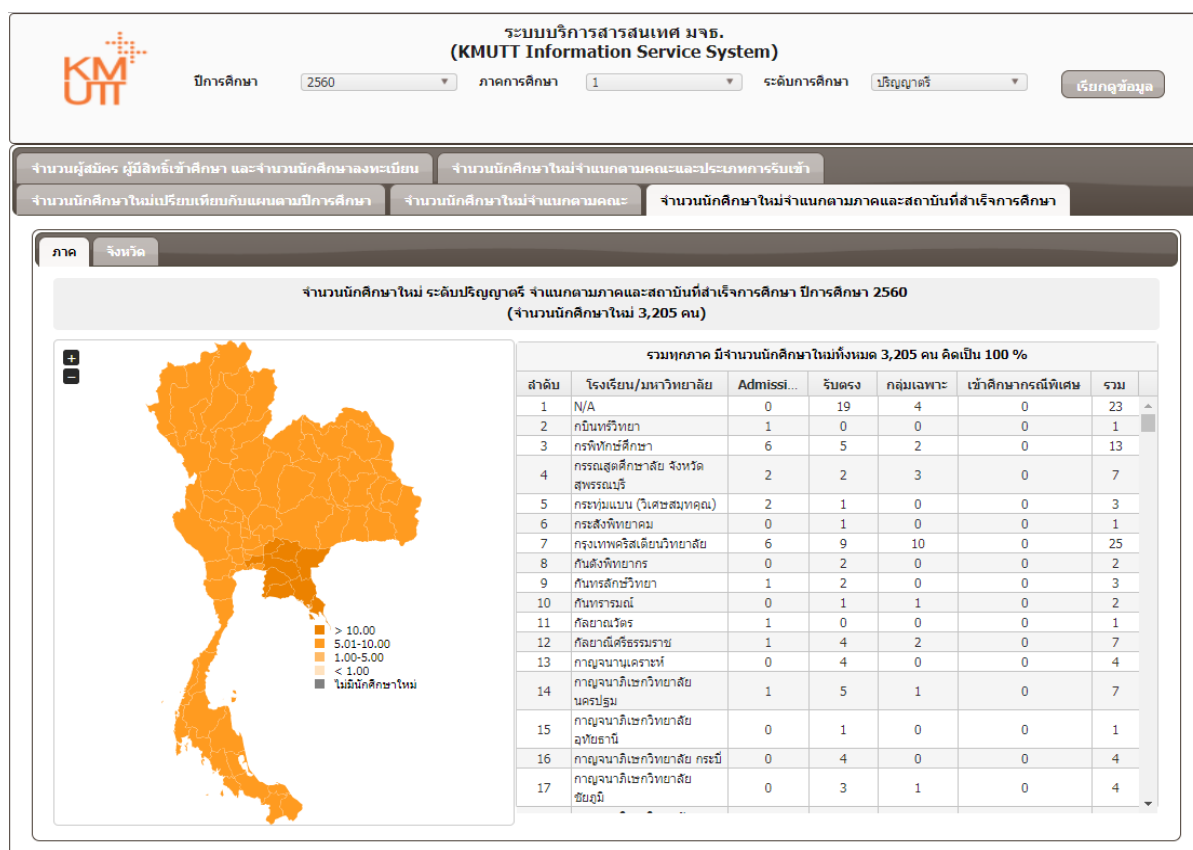 ระบบบริการสารสนเทศ มจธ.
(KMUTT Information Service System)
KM
UTT
ปีการศึกษา 2560 ภาคการศึกษา 1 ระดับการศึกษา ปริญญาตรี เรียกดูข้อมูล
จำนวนผู้สมัคร ผู้มีสิทธิ์เข้าศึกษา และจำนวนนักศึกษาลงทะเบียน จำนวนนักศึกษาใหม่จำแนกตามคณะและประเภทการรับเข้า
จำนวนนักศึกษาใหม่เปรียบเทียบกับแผนตามปีการศึกษา จำนวนนักศึกษาใหม่จำแนกตามคณะ จำนวนนักศึกษาใหม่จำแนกตามภาคและสถาบันที่สำเร็จการศึกษา
ภาค จังหวัด
จำนวนนักศึกษาใหม่ ระดับปริญญาตรี จำแนกตามภาคและสถาบันที่สำเร็จการศึกษา ปีการศึกษา 2560
(จำนวนนักศึกษาใหม่ 3,205 คน)
+
−
> 10.00
5.01-10.00
1.00-5.00
< 1.00
ไม่มีนักศึกษาใหม่
รวมทุกภาค มีจำนวนนักศึกษาใหม่ทั้งหมด 3,205 คน คิดเป็น 100 %
ลำดับ โรงเรียน/มหาวิทยาลัย Admissi... รับตรง กลุ่มเฉพาะ เข้าศึกษากรณีพิเศษ รวม
1 N/A 0 19 4 0 23
2 กบินทร์วิทยา 1 0 0 0 1
3 กรพิทักษ์ศึกษา 6 5 2 0 13
4 กรรณสูตศึกษาลัย จังหวัด
สุพรรณบุรี 2 2 3 0 7
5 กระทุ่มแบน (วิเศษสมุทคุณ) 2 1 0 0 3
6 กระสังพิทยาคม 0 1 0 0 1
7 กรุงเทพคริสเตียนวิทยาลัย 6 9 10 0 25
8 กันตังพิทยากร 0 2 0 0 2
9 กันทรลักษ์วิทยา 1 2 0 0 3
10 กันทรารมณ์ 0 1 1 0 2
11 กัลยาณวัตร 1 0 0 0 1
12 กัลยาณีศรีธรรมราช 1 4 2 0 7
13 กาญจนานุเคราะห์ 0 4 0 0 4
14 กาญจนาภิเษกวิทยาลัย
นครปฐม 1 5 1 0 7
15 กาญจนาภิเษกวิทยาลัย
อุทัยธานี 0 1 0 0 1
16 กาญจนาภิเษกวิทยาลัย กระบี่ 0 4 0 0 4
17 กาญจนาภิเษกวิทยาลัย
ชัยภูมิ 0 3 1 0 4